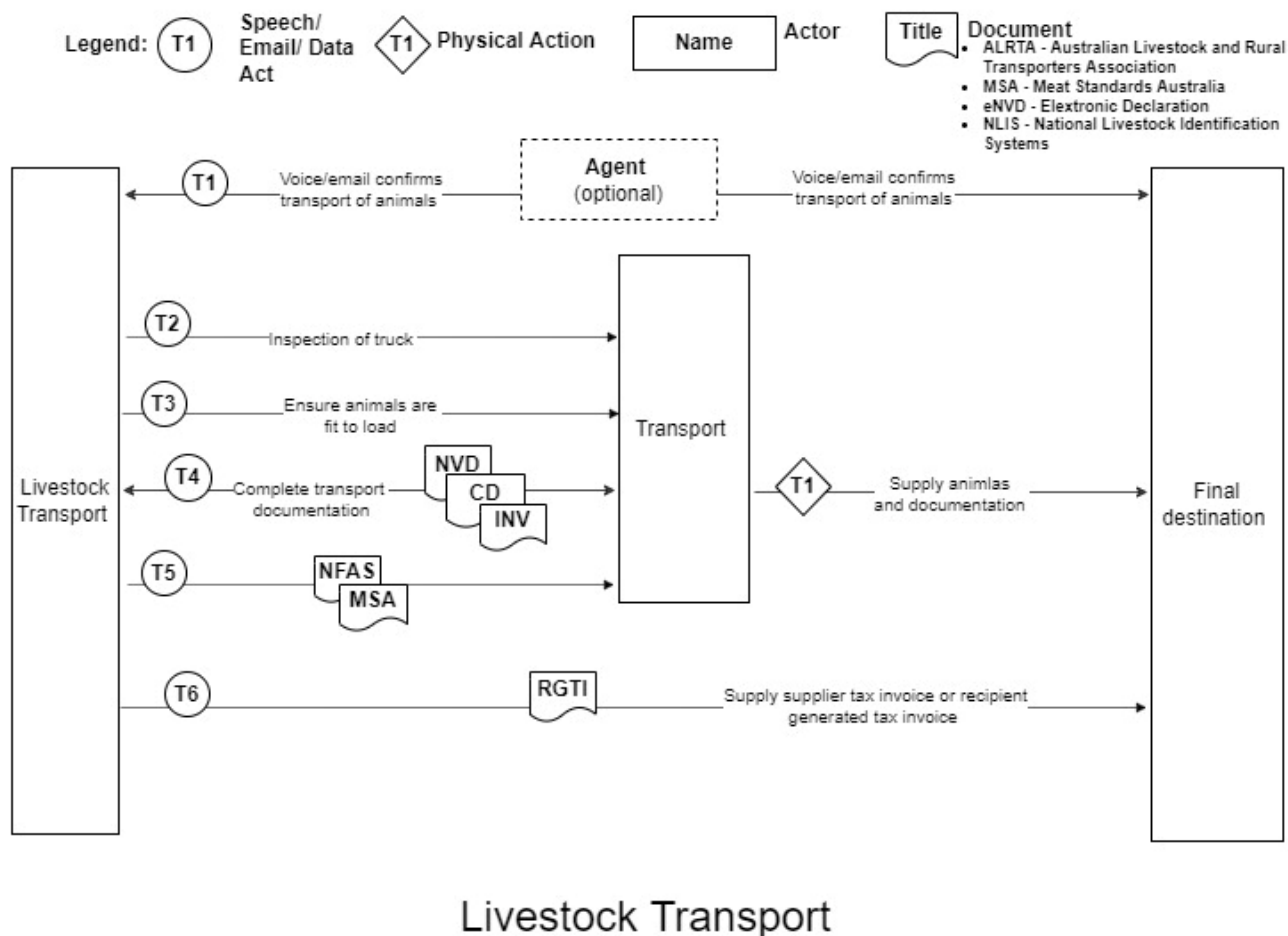 Legend:
T1
Speech/
Email/ Data
Act
T1
Physical Action
Name
Actor
Title
Document
• ALRTA - Australian Livestock and Rural
Transporters Association
• MSA - Meat Standards Australia
• eNVD - Elextronic Declaration
• NLIS - National Livestock Identification
Systems
T1
Voice/email confirms
transport of animals
Agent
(optional)
Voice/email confirms
transport of animals
T2
Inspection of truck
T3
Ensure animals are
fit to load
Transport
Livestock
Transport
T4
Complete transport
documentation
NVD
CD
INV
T1
Supply animlas
and documentation
Final
destination
T5
NFAS
MSA
T6
RGTI
Supply supplier tax invoice or recipient
generated tax invoice
Livestock Transport